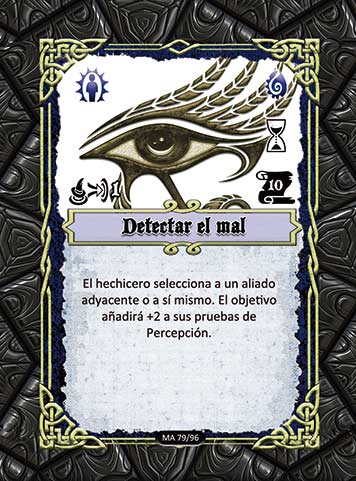 10
Detectar el mal
El hechicero selecciona a un aliado
adyacente o a sí mismo. El objetivo
añadirá +2 a sus pruebas de
Percepción.
MA 79/96